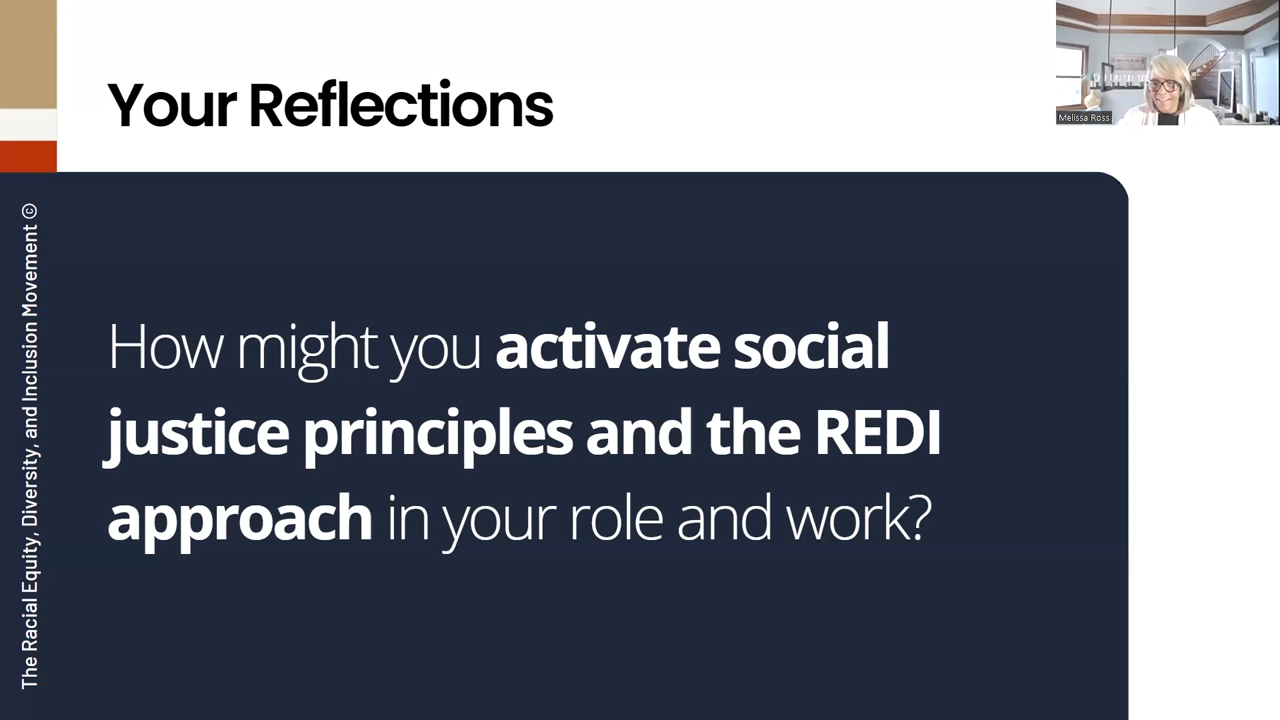 Your Reflections
Melissa Ross
How might you activate social
justice principles and the REDI
approach in your role and work?
The Racial Equity, Diversity, and Inclusion Movement ©